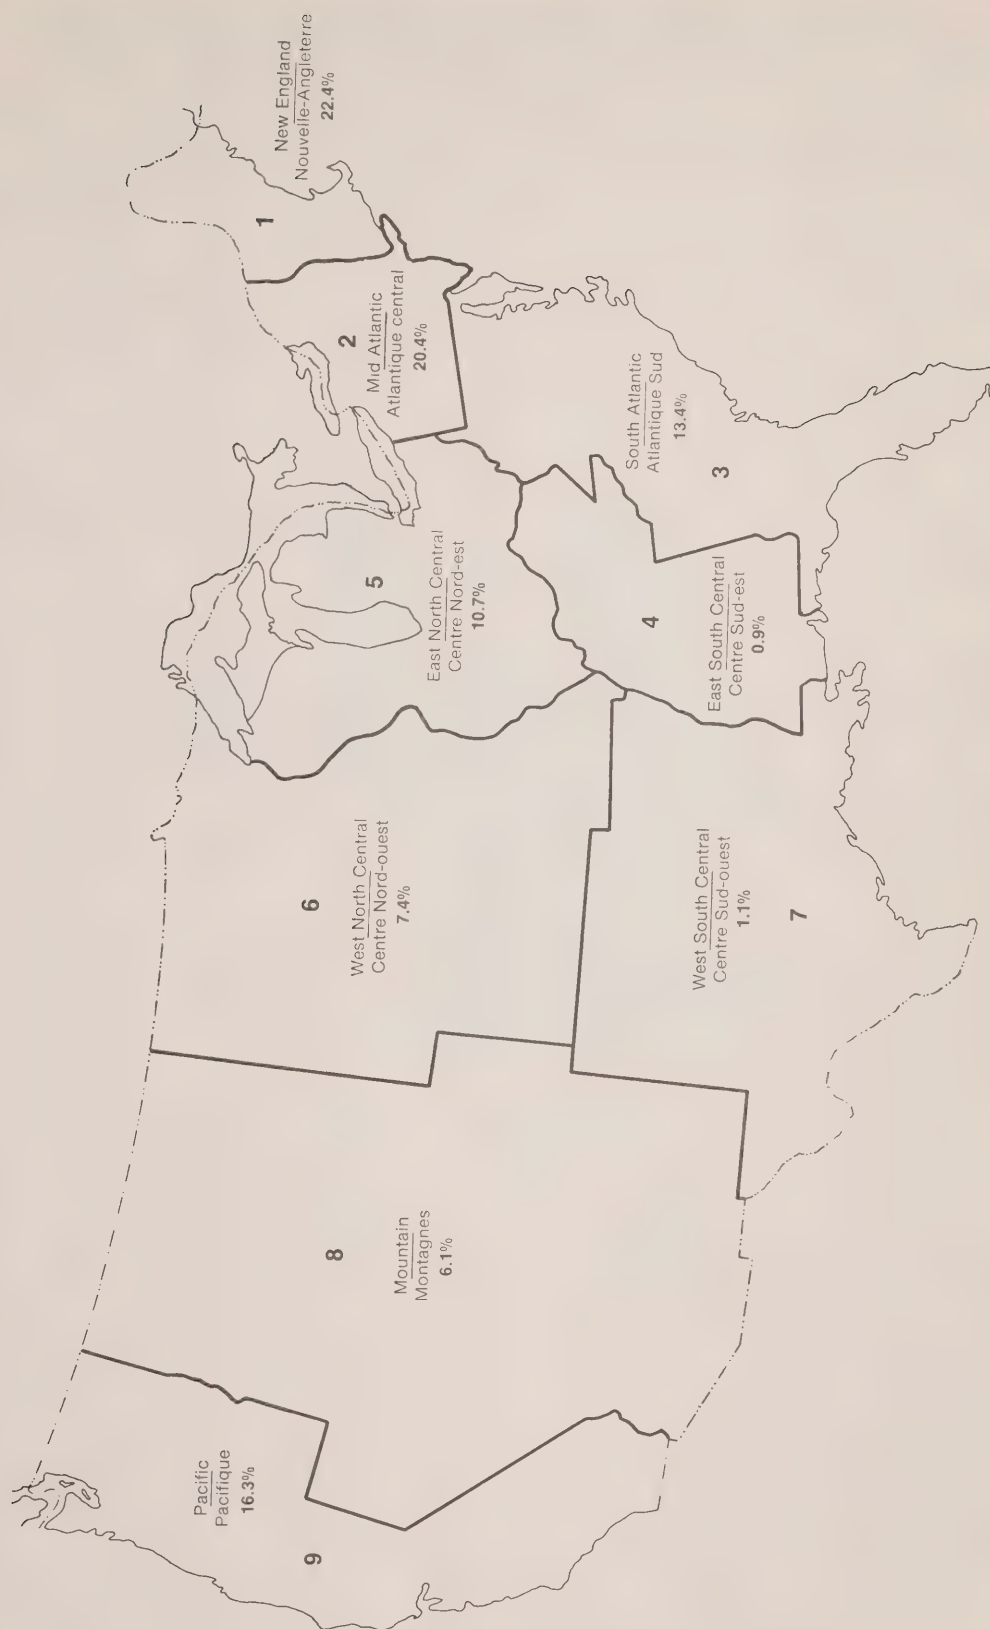 1
New England
Nouvelle-Angleterre
22.4%
2
Mid Atlantic
Atlantique central
20.4%
South Atlantic
Atlantique Sud
13.4%
3
4
East South Central
Centre Sud-est
0.9%
5
East North Central
Centre Nord-est
10.7%
6
West North Central
Centre Nord-ouest
7.4%
West South Central
Centre Sud-ouest
1.1%
7
8
Mountain
Montagnes
6.1%
Pacific
Pacifique
16.3%
9